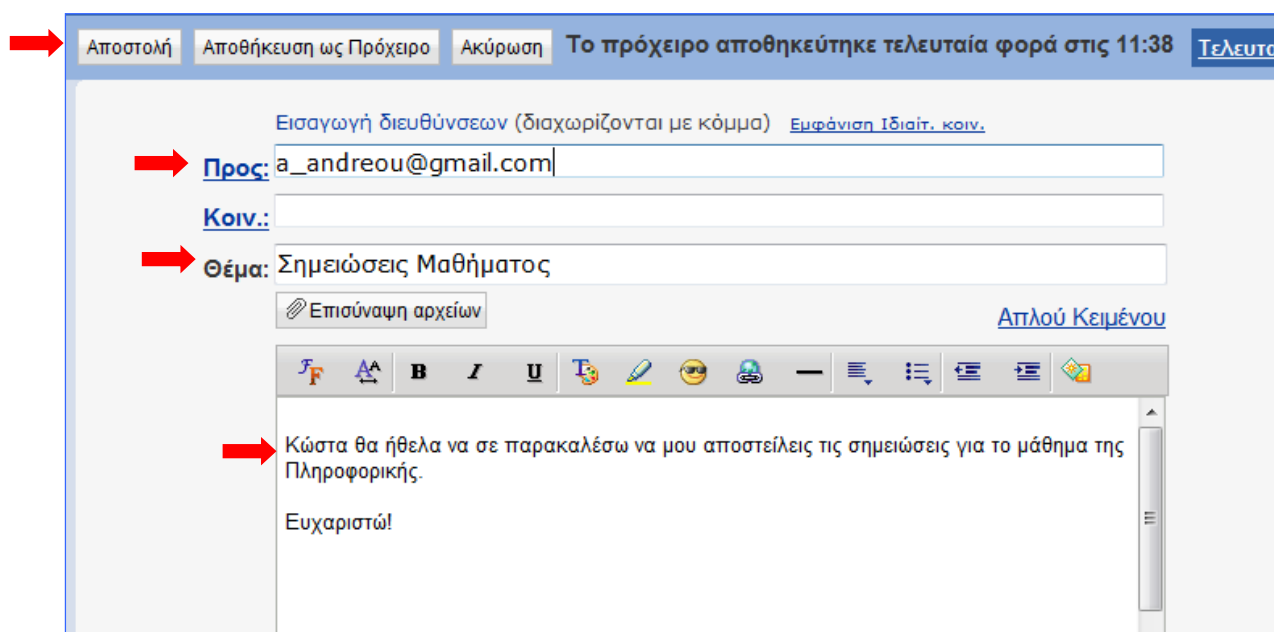 Αποστολή Αποθήκευση ως Πρόχειρο Ακύρωση Το πρόχειρο αποθηκεύτηκε τελευταία φορά στις 11:38
Εισαγωγή διευθύνσεων (διαχωρίζονται με κόμμα) Εμφάνιση Ιδιαίτ. κοιν.
Προς: a_andreou@gmail.com
Κοιν.:
Θέμα: Σημειώσεις Μαθήματος
Επισύναψη αρχείων Απλού Κειμένου
B I U
Κώστα θα ήθελα να σε παρακαλέσω να μου αποστείλεις τις σημειώσεις για το μάθημα της
Πληροφορικής.
Ευχαριστώ!